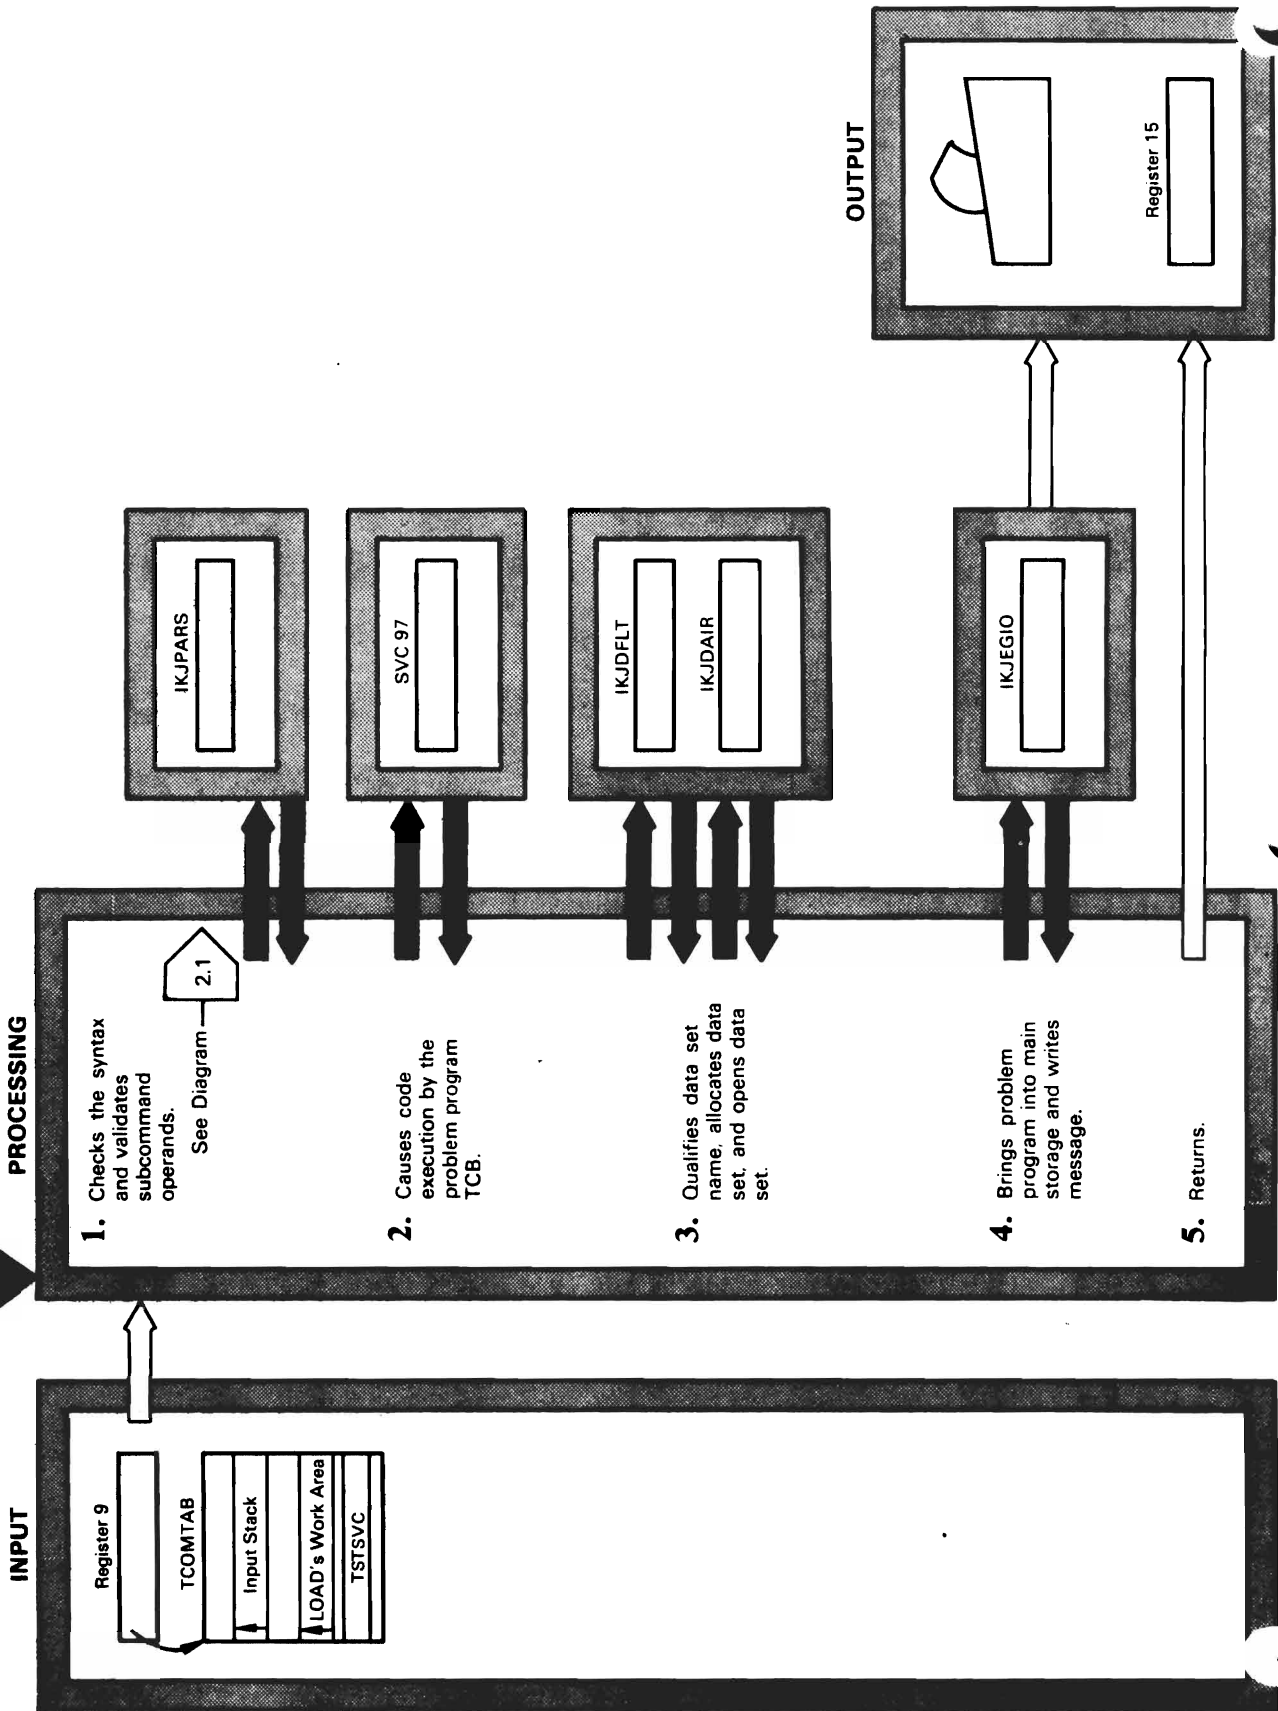 INPUT
Register 9
TCOMTAB
Input Stack
LOAD's Work Area
TSTSVC
PROCESSING
1. Checks the syntax
and validates
subcommand
operands.
See Diagram
2.1
2. Causes code
execution by the
problem program
TCB.
3. Qualifies data set
name, allocates data
set, and opens data
set.
4. Brings problem
program into main
storage and writes
message.
5. Returns.
IKJPARS
SVC 97
IKJDFLT
IKJDAIR
IKJEGIO
OUTPUT
Register 15